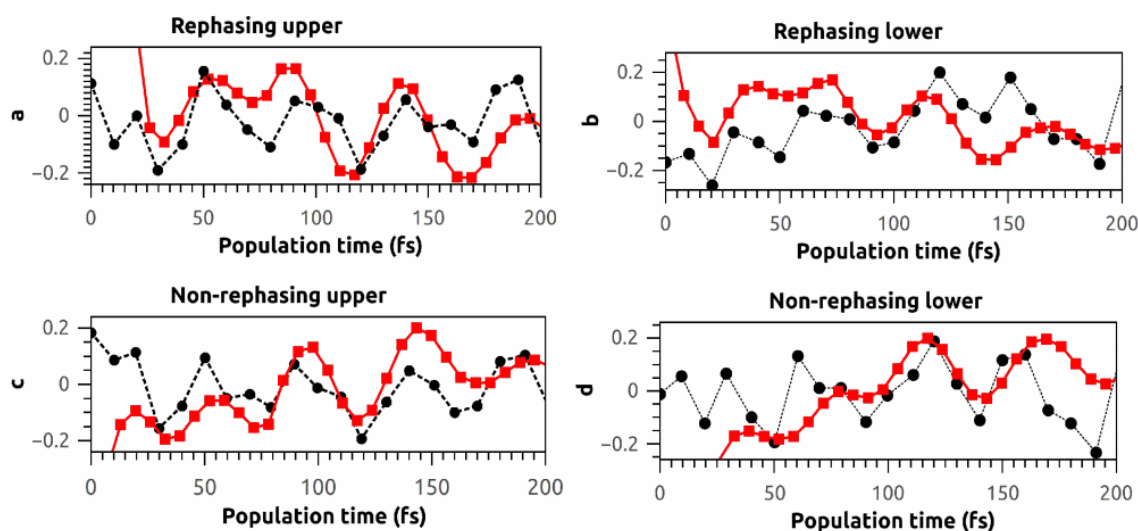 Rephasing upper
0.2
0
−0.2
a
0 50 100 150 200
Population time (fs)
Rephasing lower
0.2
0
−0.2
b
0 50 100 150 200
Population time (fs)
Non-rephasing upper
0.2
0
−0.2
c
0 50 100 150 200
Population time (fs)
Non-rephasing lower
0.2
0
−0.2
d
0 50 100 150 200
Population time (fs)